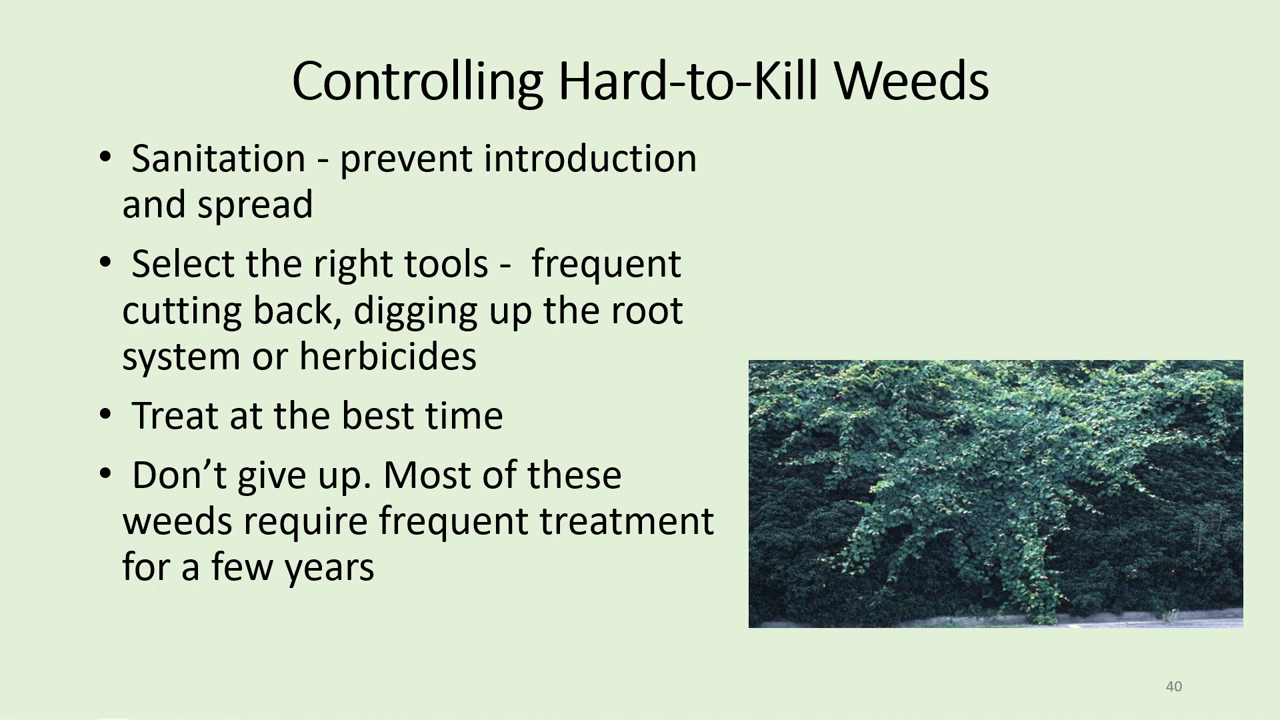 Controlling Hard-to-Kill Weeds
• Sanitation - prevent introduction
and spread
• Select the right tools -  frequent
cutting back, digging up the root
system or herbicides
• Treat at the best time
• Don’t give up. Most of these
weeds require frequent treatment
for a few years
40